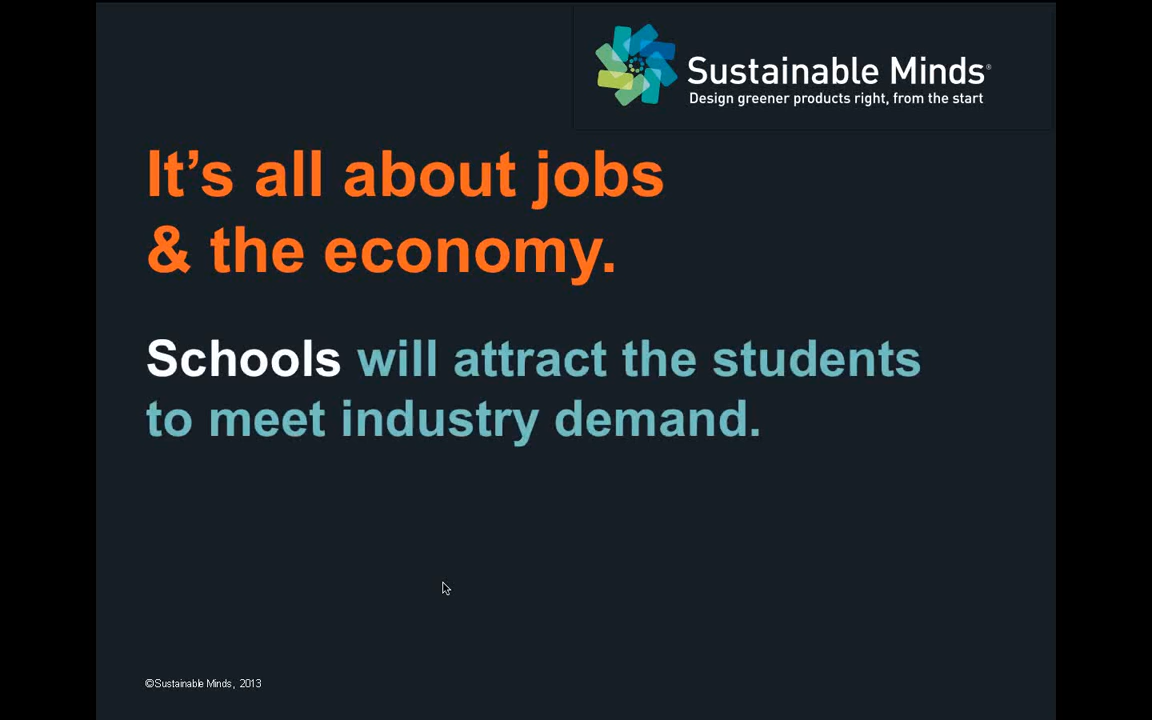 Sustainable Minds®
Design greener products right, from the start
It’s all about jobs
& the economy.
Schools will attract the students
to meet industry demand.
©Sustainable Minds, 2013